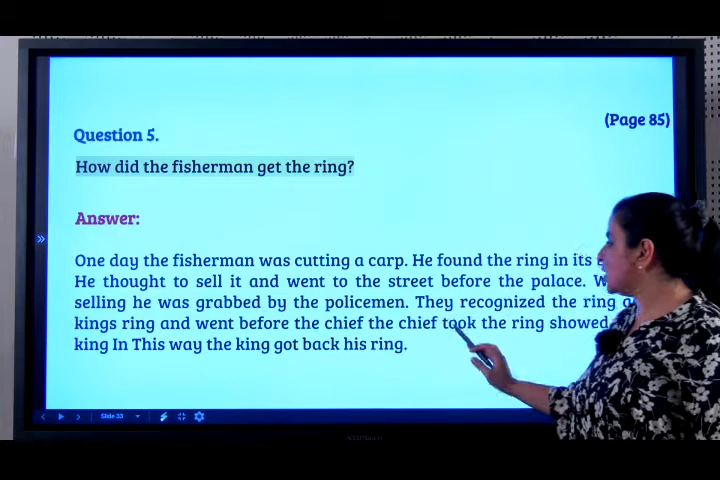 (Page 85)
Question 5.
How did the fisherman get the ring?
Answer:
One day the fisherman was cutting a carp. He found the ring in its
He thought to sell it and went to the street before the palace.
selling he was grabbed by the policemen. They recognized the ring
kings ring and went before the chief the chief took the ring showed
king In This way the king got back his ring.
Slide 33